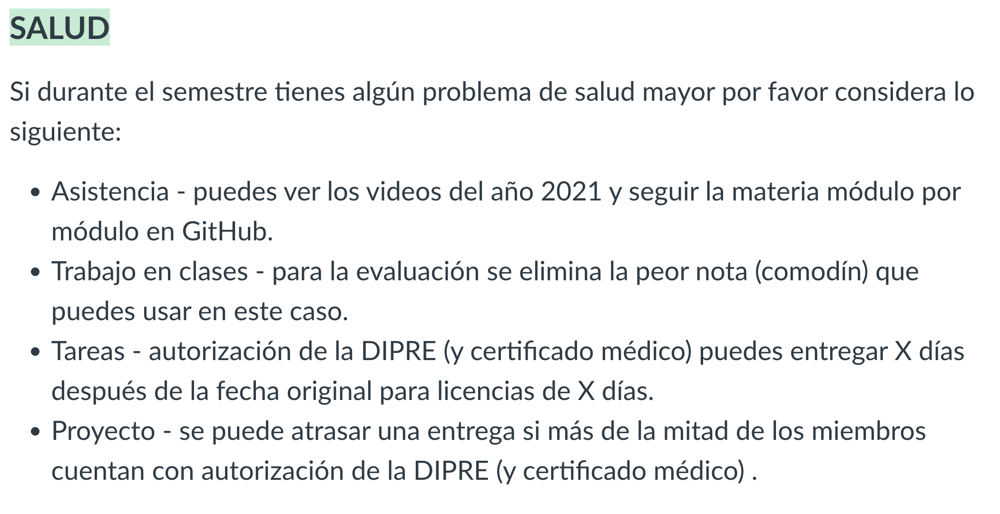 SALUD
Si durante el semestre tienes algún problema de salud mayor por favor considera lo
siguiente:
• Asistencia - puedes ver los videos del año 2021 y seguir la materia módulo por
módulo en GitHub.
• Trabajo en clases - para la evaluación se elimina la peor nota (comodín) que
puedes usar en este caso.
• Tareas - autorización de la DIPRE (y certificado médico) puedes entregar X días
después de la fecha original para licencias de X días.
• Proyecto - se puede atrasar una entrega si más de la mitad de los miembros
cuentan con autorización de la DIPRE (y certificado médico) .